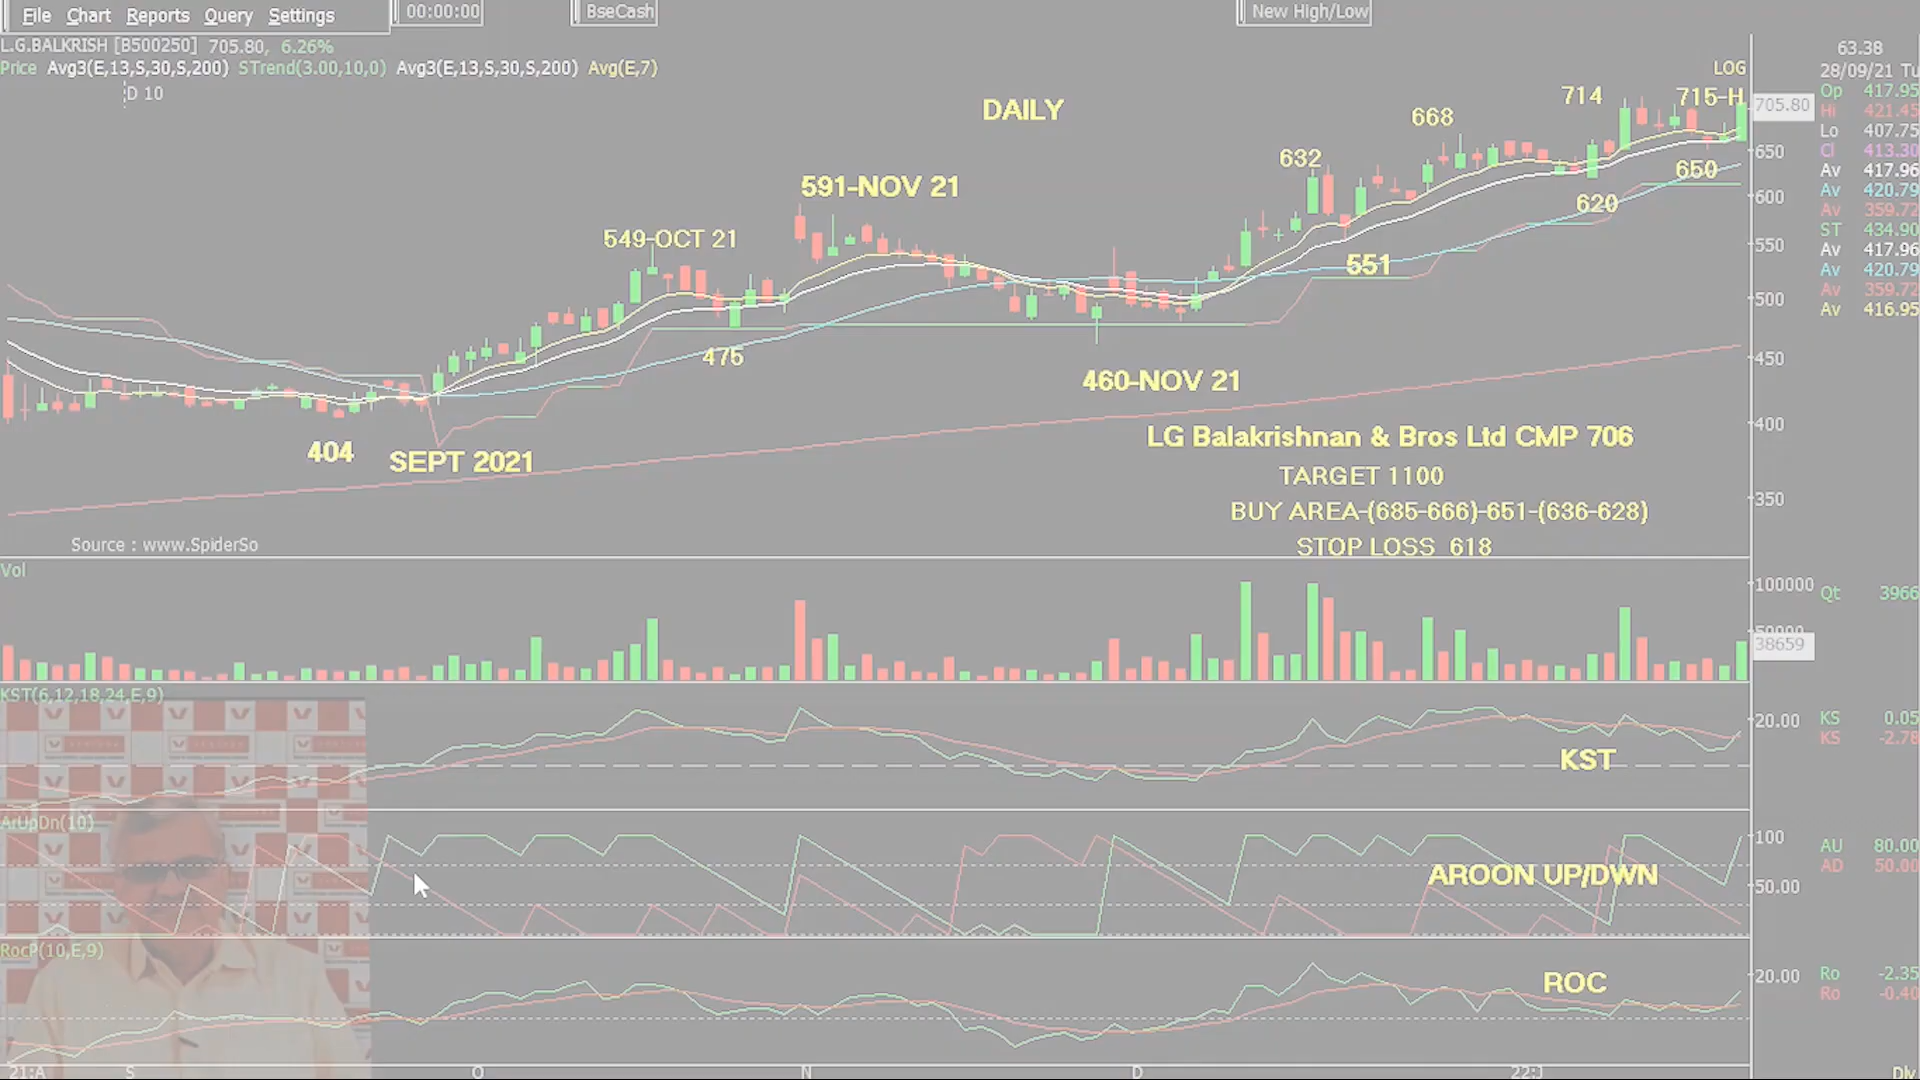 File Chart Reports Query Settings 00:00:00 BseCash New High/Low
L.G.BALKRISH [B500250] 705.80, 6.26%
Price Avg3(E,13,S,30,S,200) STrend(3.00,10,0) Avg3(E,13,S,30,S,200) Avg(E,7)
D 10
DAILY
LOG
63.38
28/09/21 Tu
Op 417.95
Hi 421.45
Lo 407.75
Cl 413.30
Av 417.96
Av 420.79
Av 359.72
ST 434.90
Av 417.96
Av 420.79
Av 359.72
Av 416.95
714
715-H
705.80
668
632
650
650
591-NOV 21
600
620
549-OCT 21
550
551
500
475
450
460-NOV 21
400
404
SEPT 2021
LG Balakrishnan & Bros Ltd CMP 706
TARGET 1100
350
BUY AREA-(685-666)-651-(636-628)
STOP LOSS 618
Source : www.SpiderSo
Vol
100000
50000
38659
Qt 3966
KST(6,12,18,24,E,9)
20.00
KS 0.05
KS -2.78
KST
ArUpDn(10)
100
AU 80.00
AD 50.00
AROON UP/DWN
50.00
RocP(10,E,9)
20.00
Ro -2.35
Ro -0.40
ROC
21:A S O N D 22:J
Dly